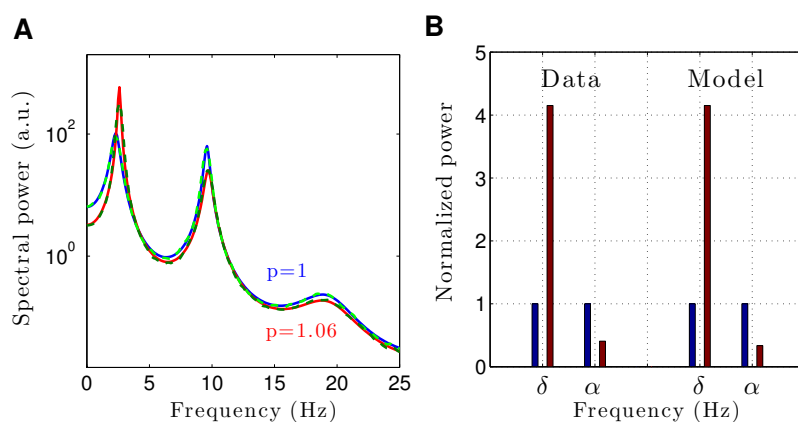 A
Spectral power (a.u.)
10^2
10^0
p=1
p=1.06
0 5 10 15 20 25
Frequency (Hz)
B
Normalized power
5
4
3
2
1
0
Data Model
δ α δ α
Frequency (Hz)